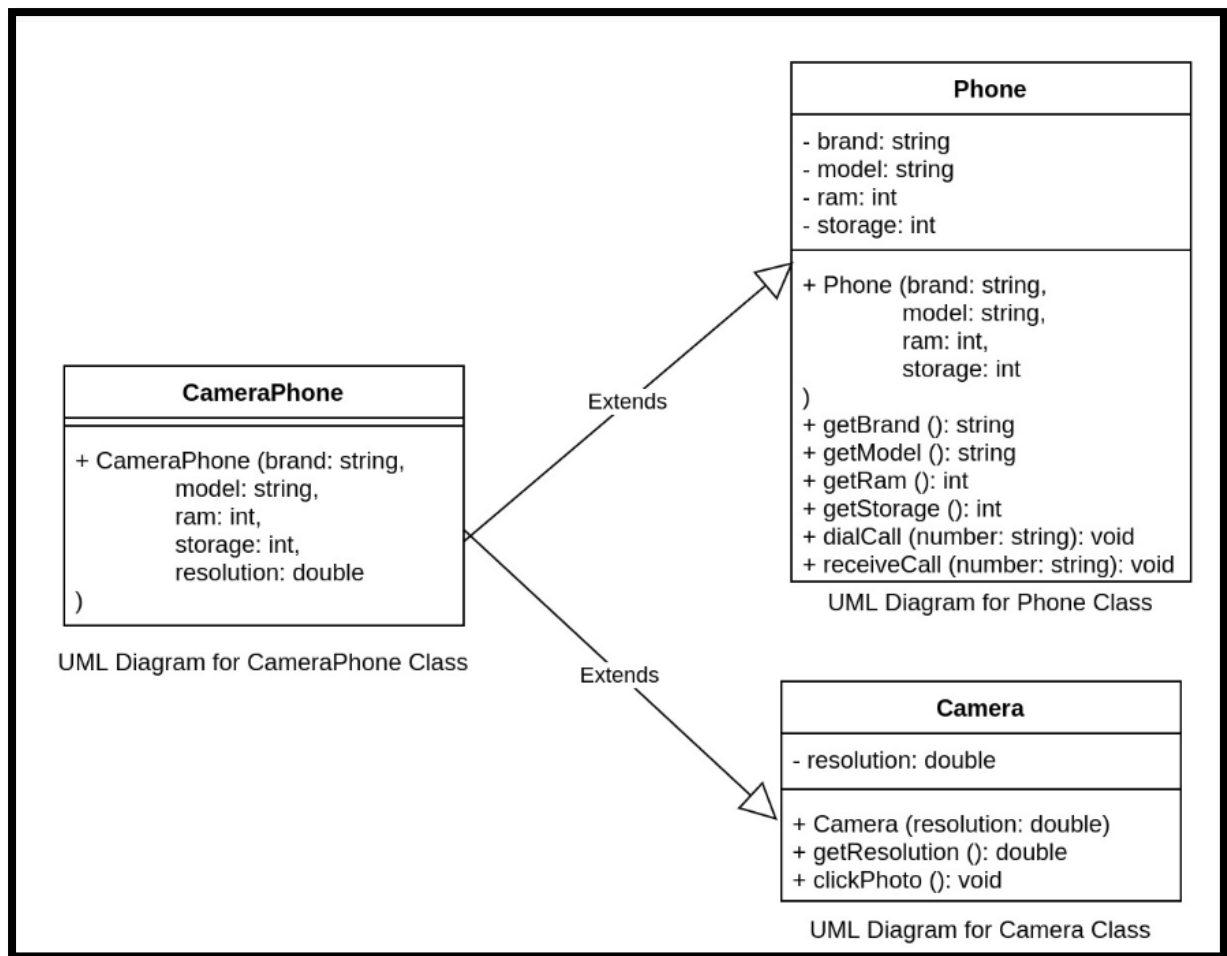 CameraPhone
+ CameraPhone (brand: string,
model: string,
ram: int,
storage: int,
resolution: double
)
UML Diagram for CameraPhone Class
Extends
Extends
Phone
- brand: string
- model: string
- ram: int
- storage: int
+ Phone (brand: string,
model: string,
ram: int,
storage: int
)
+ getBrand (): string
+ getModel (): string
+ getRam (): int
+ getStorage (): int
+ dialCall (number: string): void
+ receiveCall (number: string): void
UML Diagram for Phone Class
Camera
- resolution: double
+ Camera (resolution: double)
+ getResolution (): double
+ clickPhoto (): void
UML Diagram for Camera Class